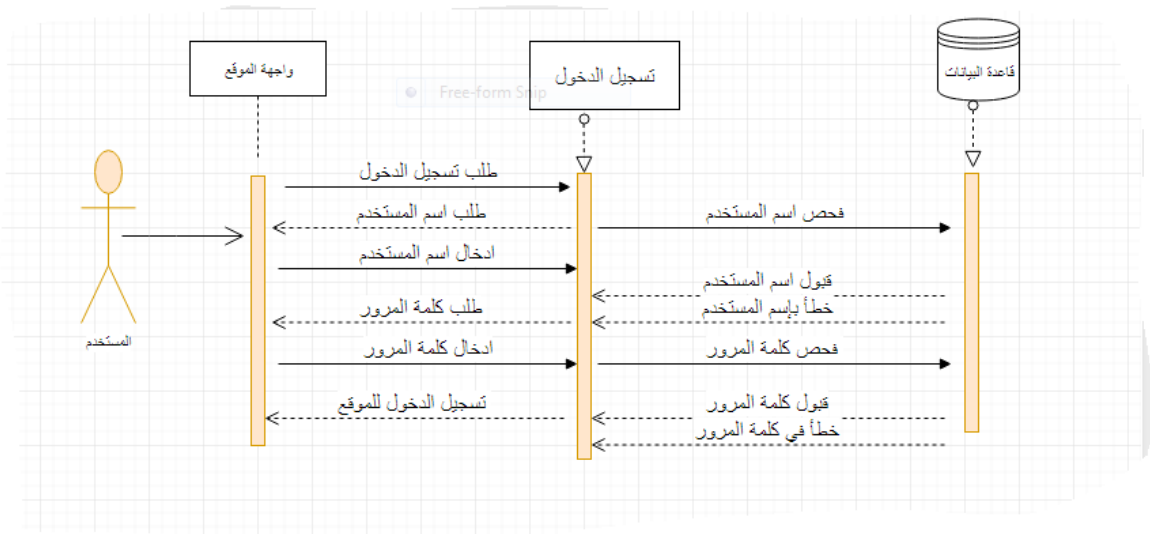 واجهة الموقع
تسجيل الدخول
قاعدة البيانات
Free-form Snip
طلب تسجيل الدخول
طلب اسم المستخدم
فحص اسم المستخدم
ادخال اسم المستخدم
قبول اسم المستخدم
خطأ بإسم المستخدم
طلب كلمة المرور
المستخدم
ادخال كلمة المرور
فحص كلمة المرور
تسجيل الدخول للموقع
قبول كلمة المرور
خطأ في كلمة المرور